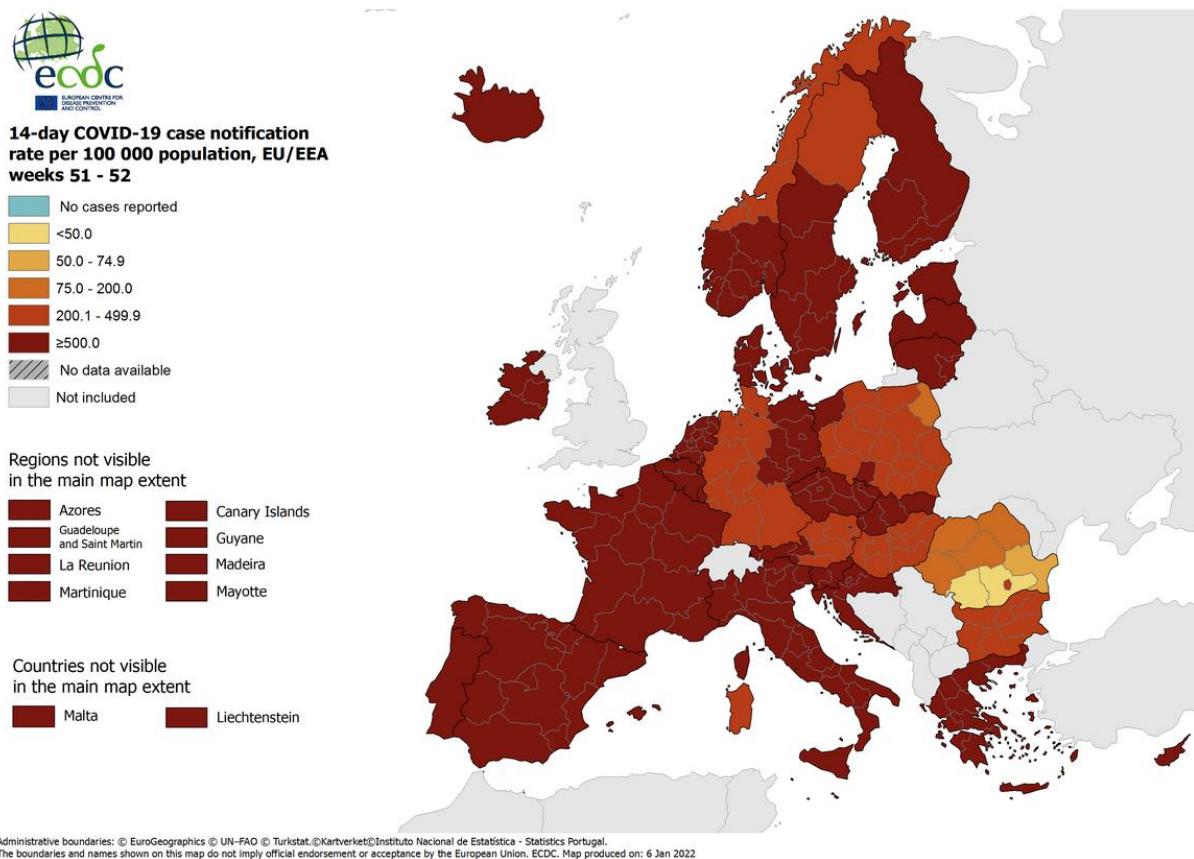 ecdc
EUROPEAN CENTRE FOR
DISEASE PREVENTION
AND CONTROL
14-day COVID-19 case notification
rate per 100 000 population, EU/EEA
weeks 51 - 52
No cases reported
<50.0
50.0 - 74.9
75.0 - 200.0
200.1 - 499.9
≥500.0
No data available
Not included
Regions not visible
in the main map extent
Azores
Canary Islands
Guadeloupe
and Saint Martin
Guyane
La Reunion
Madeira
Martinique
Mayotte
Countries not visible
in the main map extent
Malta
Liechtenstein
Administrative boundaries: © EuroGeographics © UN–FAO © Turkstat.©Kartverket©Instituto Nacional de Estatística - Statistics Portugal.
The boundaries and names shown on this map do not imply official endorsement or acceptance by the European Union. ECDC. Map produced on: 6 Jan 2022